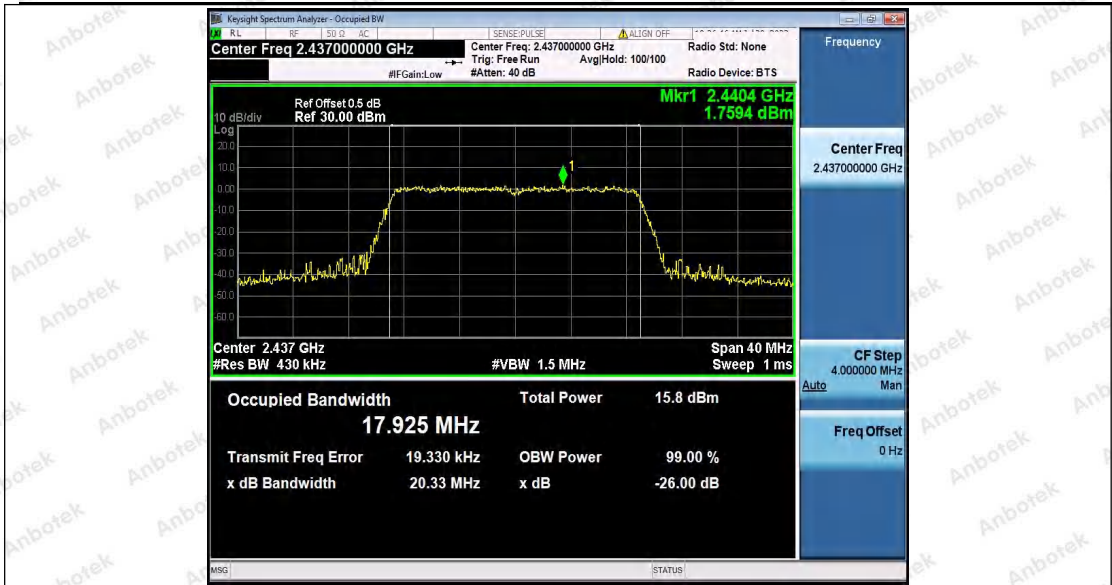 Keysight Spectrum Analyzer - Occupied BW
RL RF 50 Ω AC SENSE:PULSE ALIGN OFF
Center Freq 2.437000000 GHz
Center Freq: 2.437000000 GHz
Radio Std: None
Trig: Free Run Avg|Hold: 100/100
#IFGain:Low #Atten: 40 dB Radio Device: BTS
Frequency
Mkr1 2.4404 GHz
1.7594 dBm
Ref Offset 0.5 dB
10 dB/div Ref 30.00 dBm
Log
20.0
10.0
0.00
-10.0
-20.0
-30.0
-40.0
-50.0
-60.0
1
Center 2.437 GHz Span 40 MHz
#Res BW 430 kHz #VBW 1.5 MHz Sweep 1 ms
Occupied Bandwidth Total Power 15.8 dBm
17.925 MHz
Transmit Freq Error 19.330 kHz OBW Power 99.00 %
x dB Bandwidth 20.33 MHz x dB -26.00 dB
Center Freq
2.437000000 GHz
CF Step
4.000000 MHz
Auto Man
Freq Offset
0 Hz
MSG STATUS
Anbotek